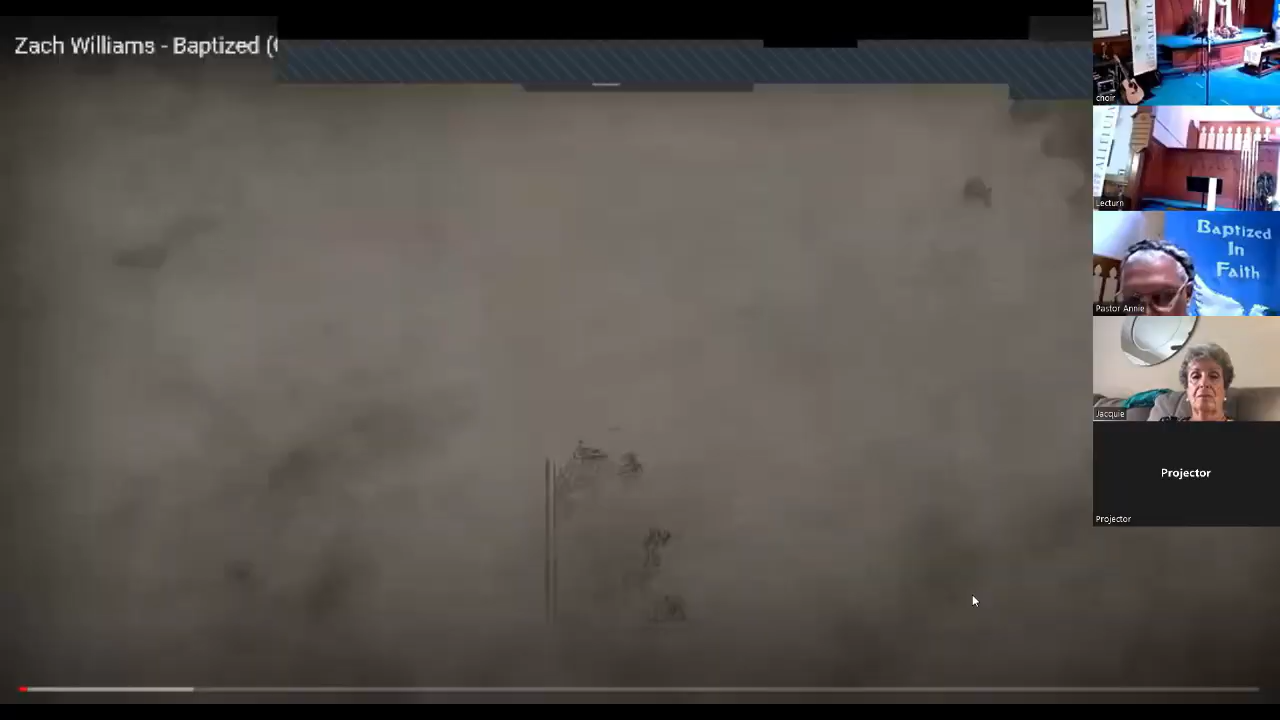 Zach Williams - Baptized (
choir
Lecturn
Baptized
In
Faith
Pastor Annie
Jacquie
Projector
Projector